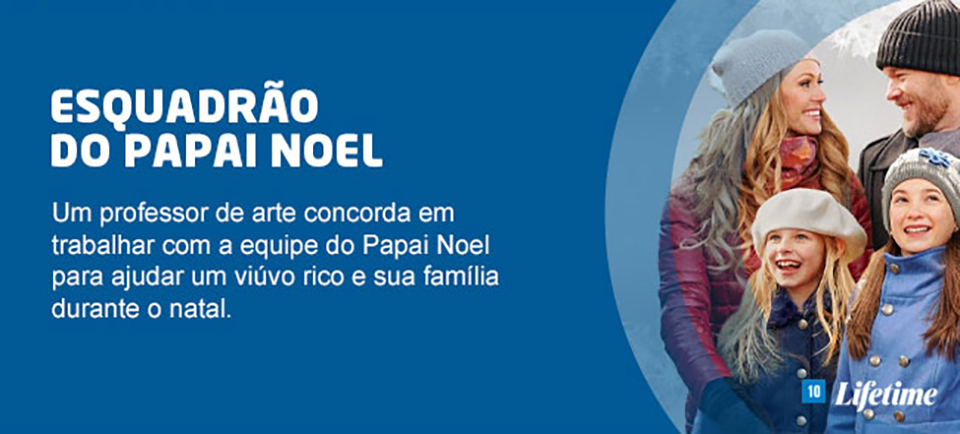 ESQUADRÃO
DO PAPAI NOEL
Um professor de arte concorda em
trabalhar com a equipe do Papai Noel
para ajudar um viúvo rico e sua família
durante o natal.
10 Lifetime